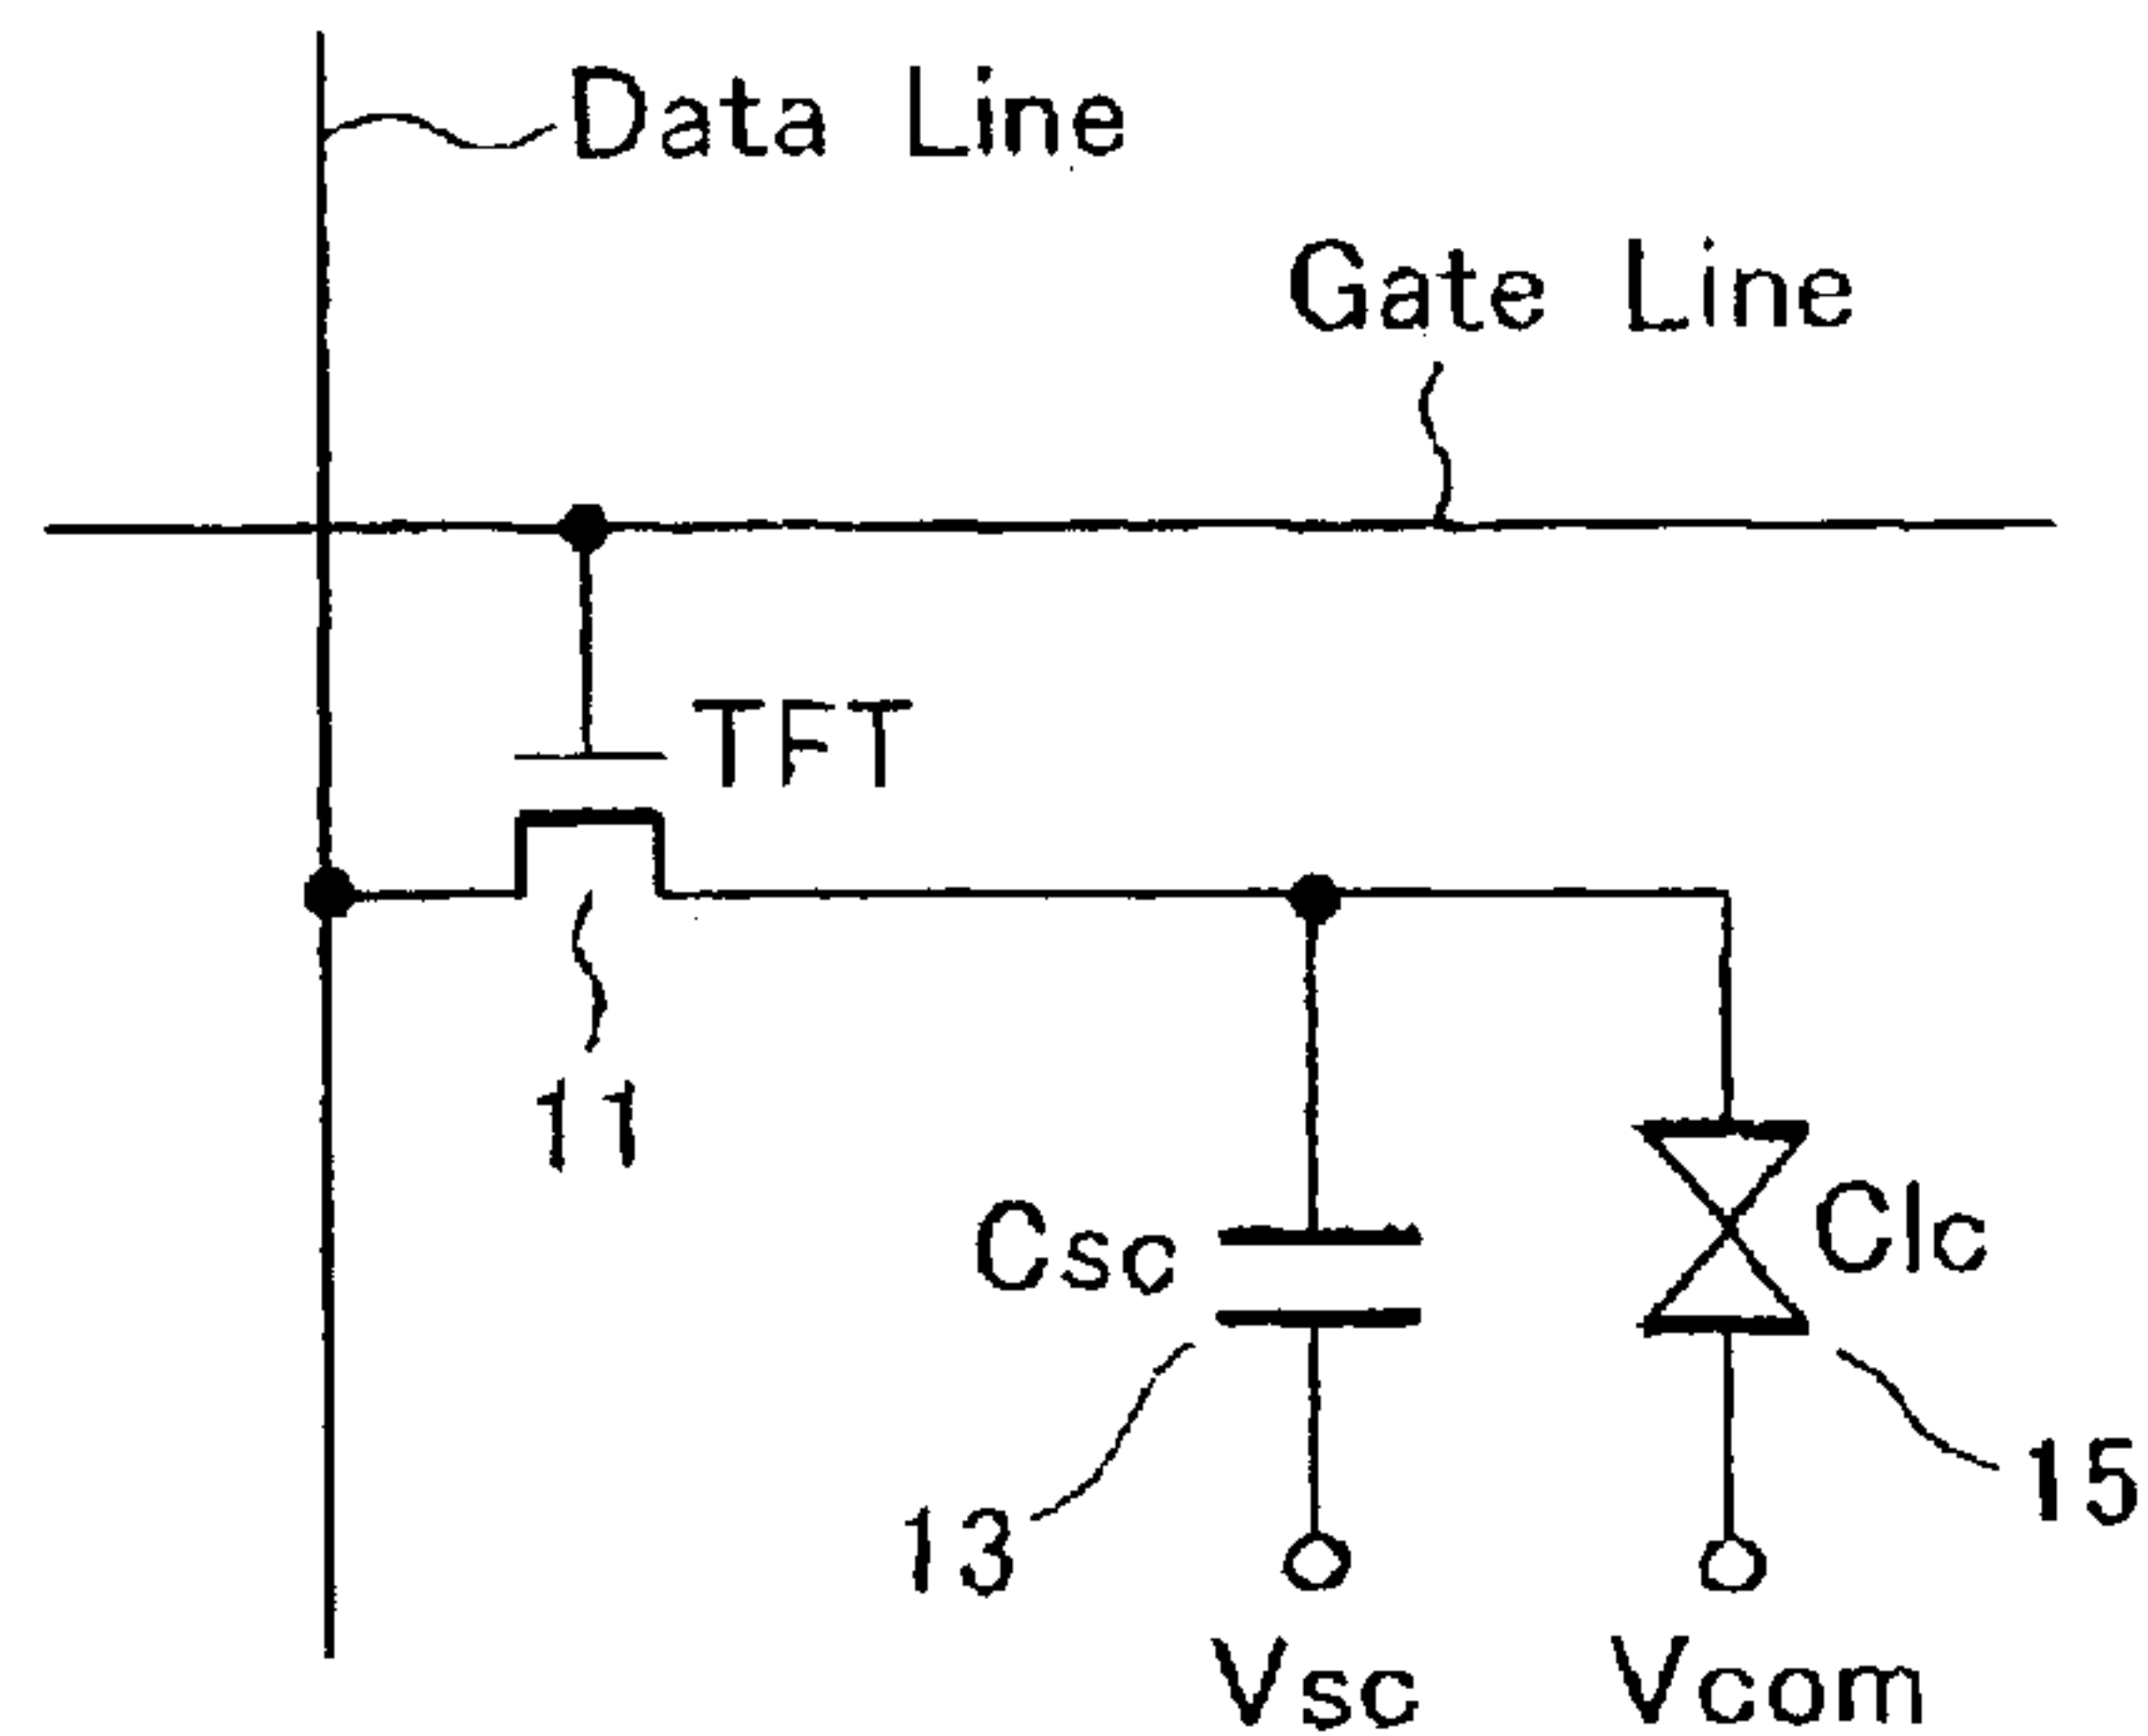 Data Line
Gate Line
TFT
11
Csc
Clc
13
15
Vsc
Vcom